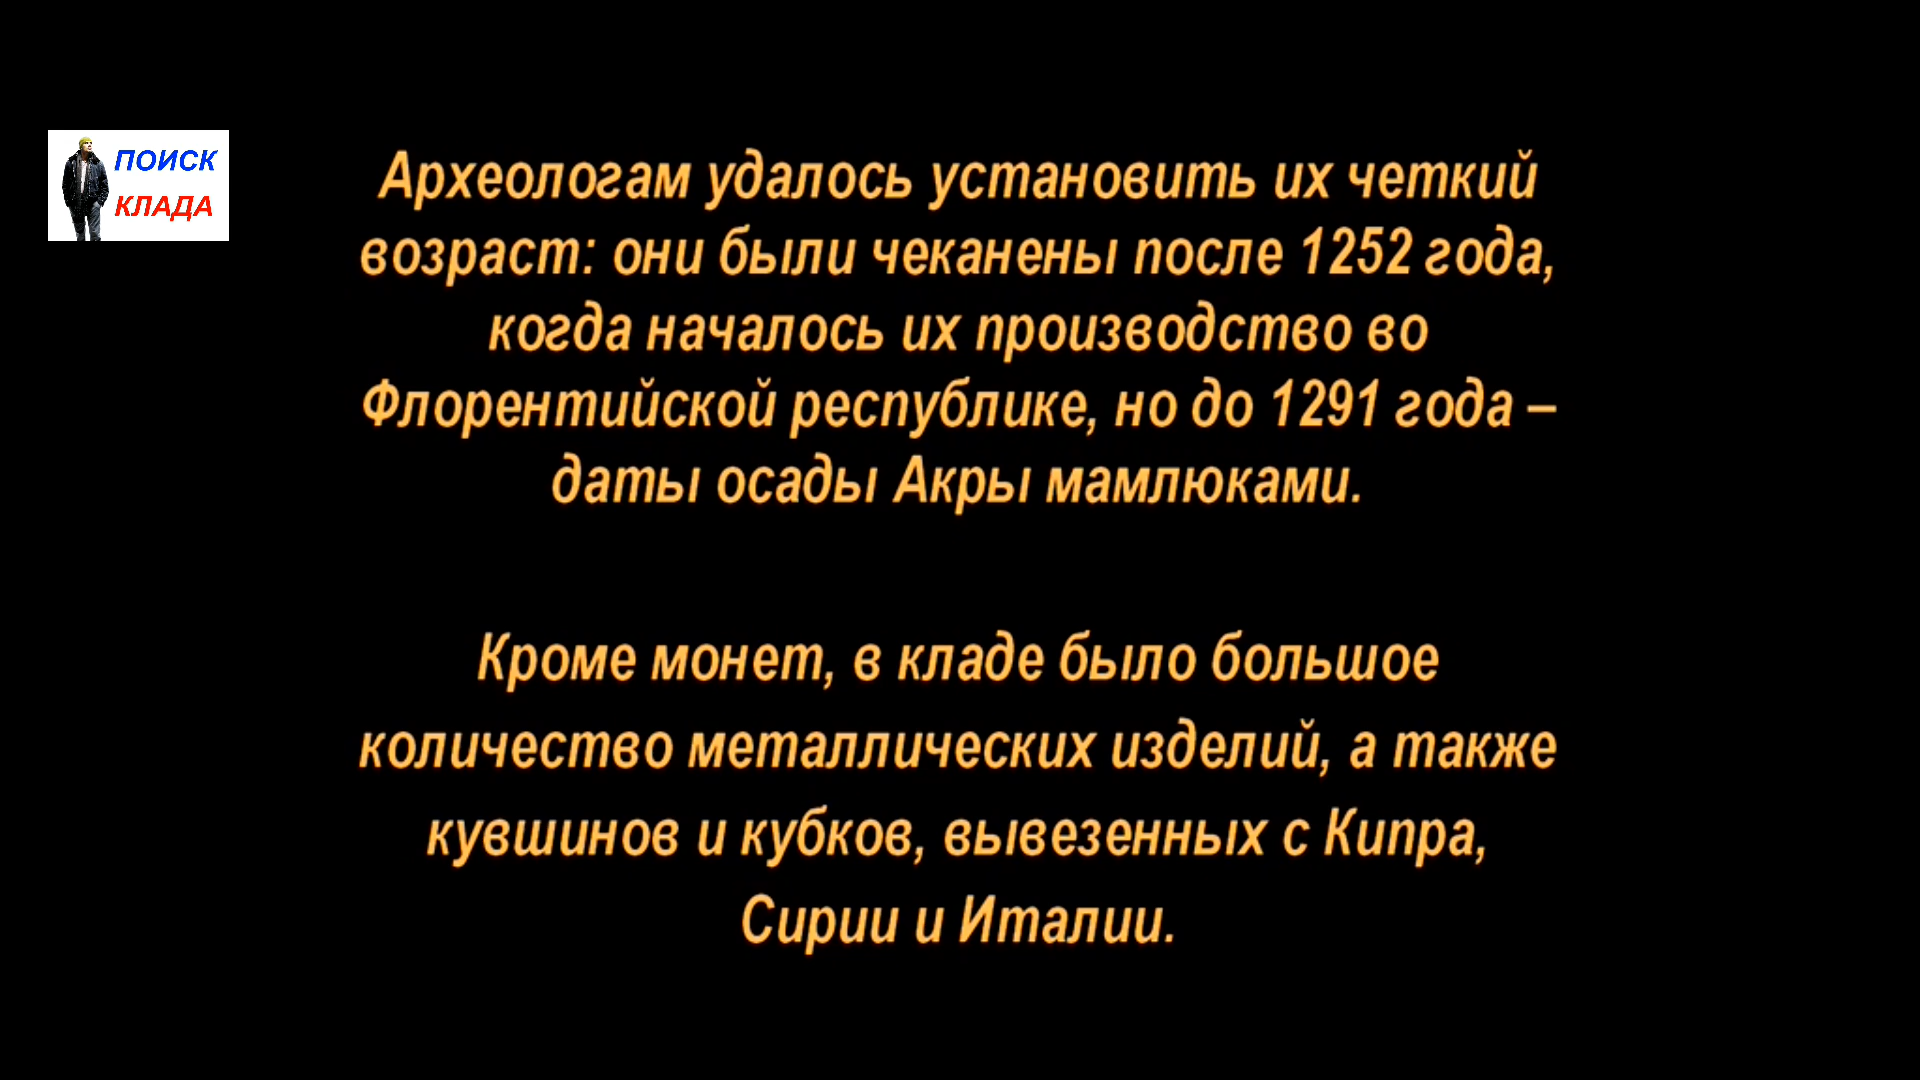 ПОИСК
КЛАДА
Археологам удалось установить их четкий
возраст: они были чеканены после 1252 года,
когда началось их производство во
Флорентийской республике, но до 1291 года –
даты осады Акры мамлюками.
Кроме монет, в кладе было большое
количество металлических изделий, а также
кувшинов и кубков, вывезенных с Кипра,
Сирии и Италии.